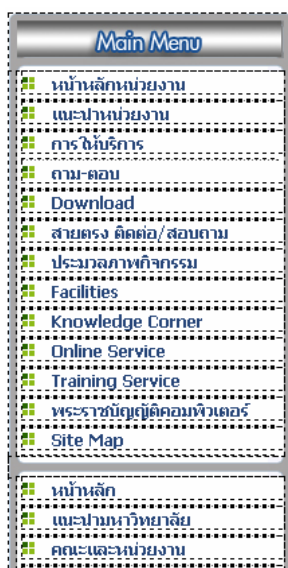 Main Menu
หน้าหลักหน่วยงาน
แนะนำหน่วยงาน
การให้บริการ
ถาม-ตอบ
Download
สายตรง ติดต่อ/สอบถาม
ประมวลภาพกิจกรรม
Facilities
Knowledge Corner
Online Service
Training Service
พระราชบัญญัติคอมพิวเตอร์
Site Map
หน้าหลัก
แนะนำมหาวิทยาลัย
คณะและหน่วยงาน